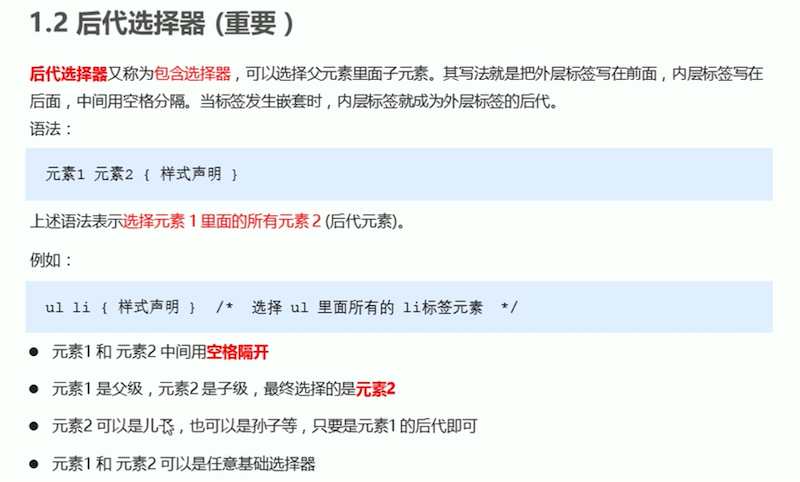 1.2 后代选择器 (重要 )
后代选择器又称为包含选择器，可以选择父元素里面子元素。其写法就是把外层标签写在前面，内层标签写在
后面，中间用空格分隔。当标签发生嵌套时，内层标签就成为外层标签的后代。
语法：
元素1 元素2 { 样式声明 }
上述语法表示选择元素 1 里面的所有元素 2 (后代元素)。
例如：
ul li { 样式声明 }  /*  选择 ul 里面所有的 li标签元素  */
● 元素1 和 元素2 中间用空格隔开
● 元素1 是父级，元素2 是子级，最终选择的是元素2
● 元素2 可以是儿子，也可以是孙子等，只要是元素1 的后代即可
● 元素1 和 元素2 可以是任意基础选择器